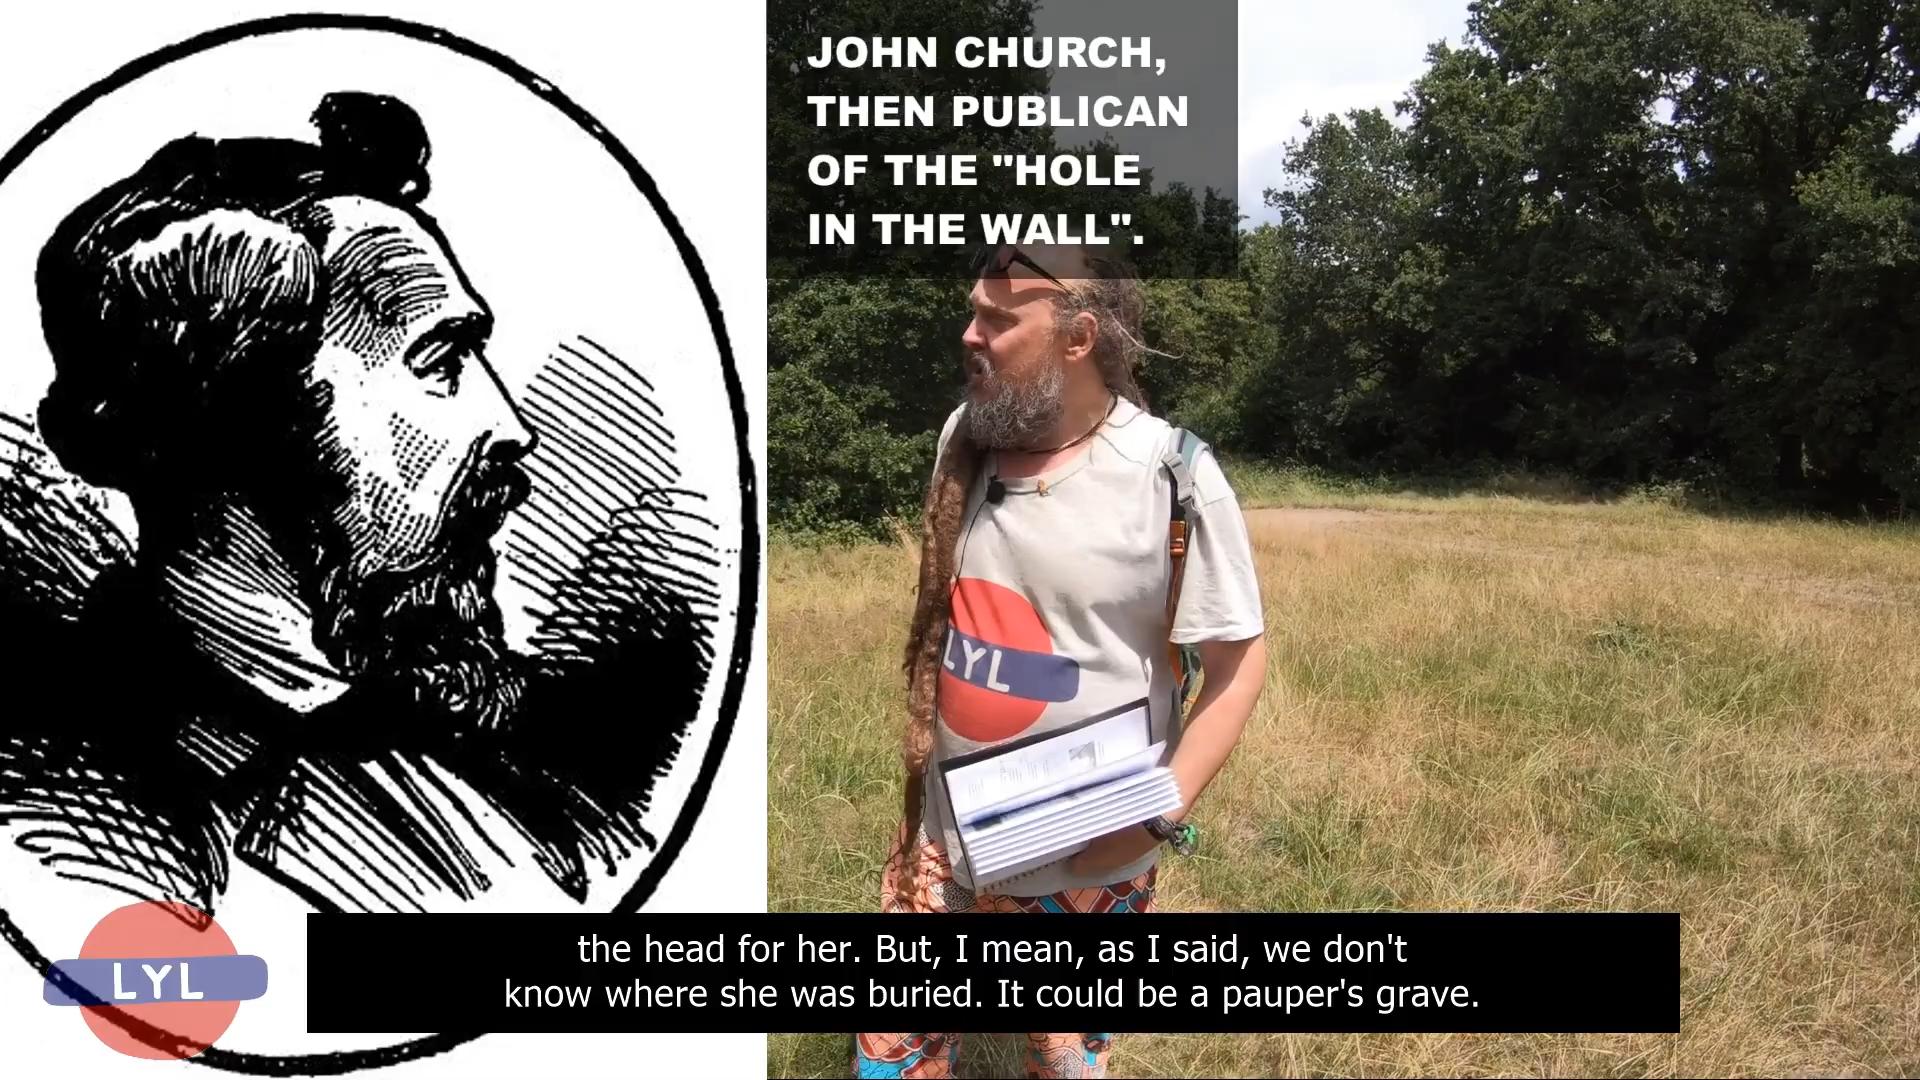 JOHN CHURCH,
THEN PUBLICAN
OF THE "HOLE
IN THE WALL".
LYL
the head for her. But, I mean, as I said, we don't
know where she was buried. It could be a pauper's grave.
LYL